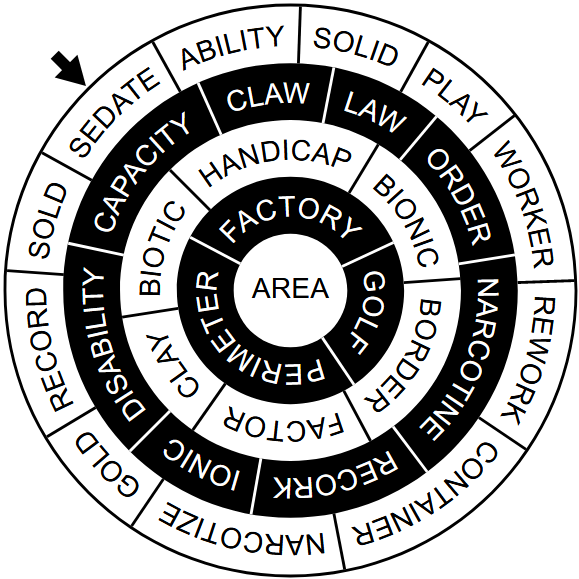 SEDATE
ABILITY
SOLID
PLAY
WORKER
REWORK
CONTAINER
NARCOTIZE
GOLD
RECORD
SOLD
CAPACITY
CLAW
LAW
ORDER
NARCOTINE
RECORK
IONIC
DISABILITY
BIOTIC
HANDICAP
BIONIC
BORDER
FACTOR
CLAY
FACTORY
GOLF
PERIMETER
AREA